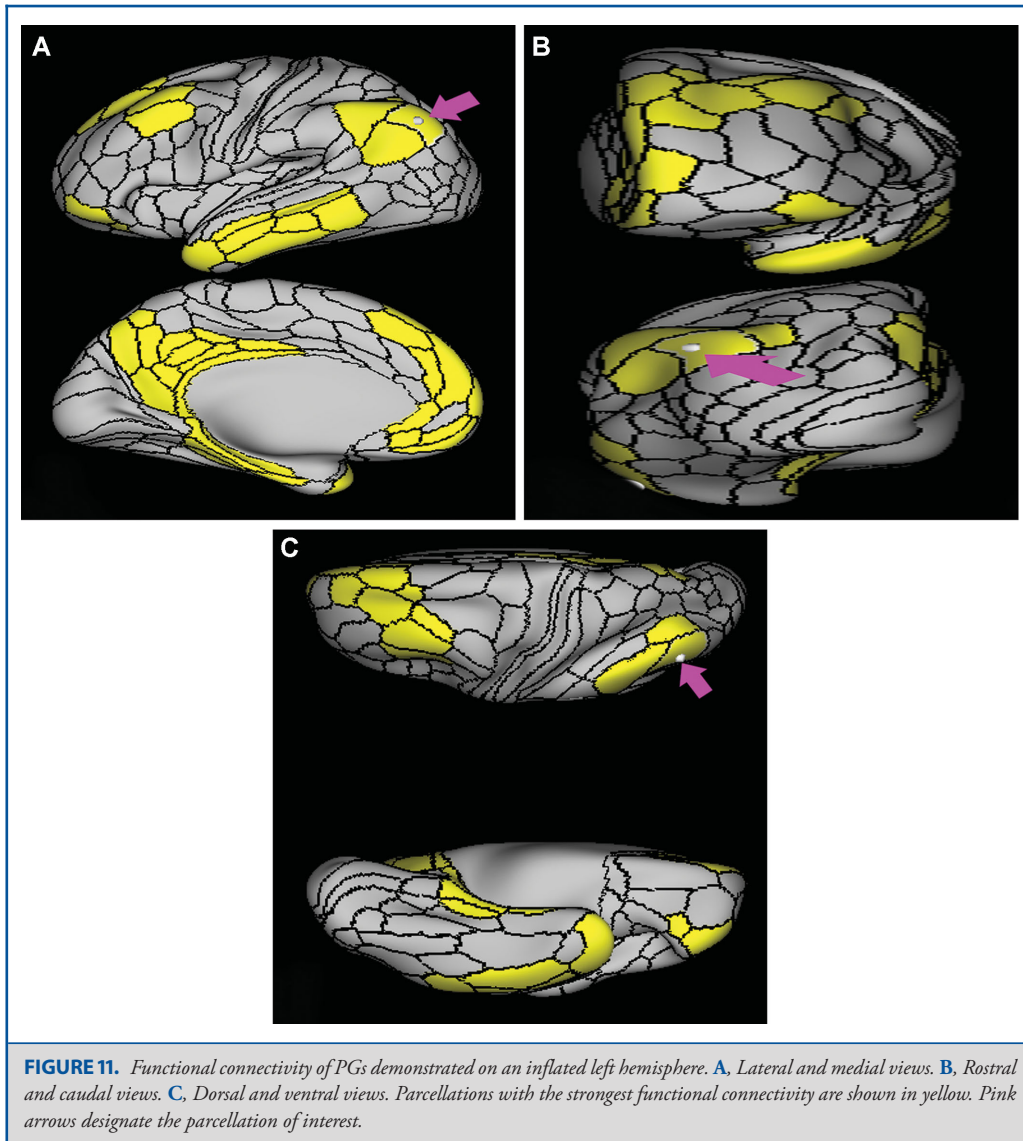 A
B
C
FIGURE 11. Functional connectivity of PGs demonstrated on an inflated left hemisphere. A, Lateral and medial views. B, Rostral
and caudal views. C, Dorsal and ventral views. Parcellations with the strongest functional connectivity are shown in yellow. Pink
arrows designate the parcellation of interest.